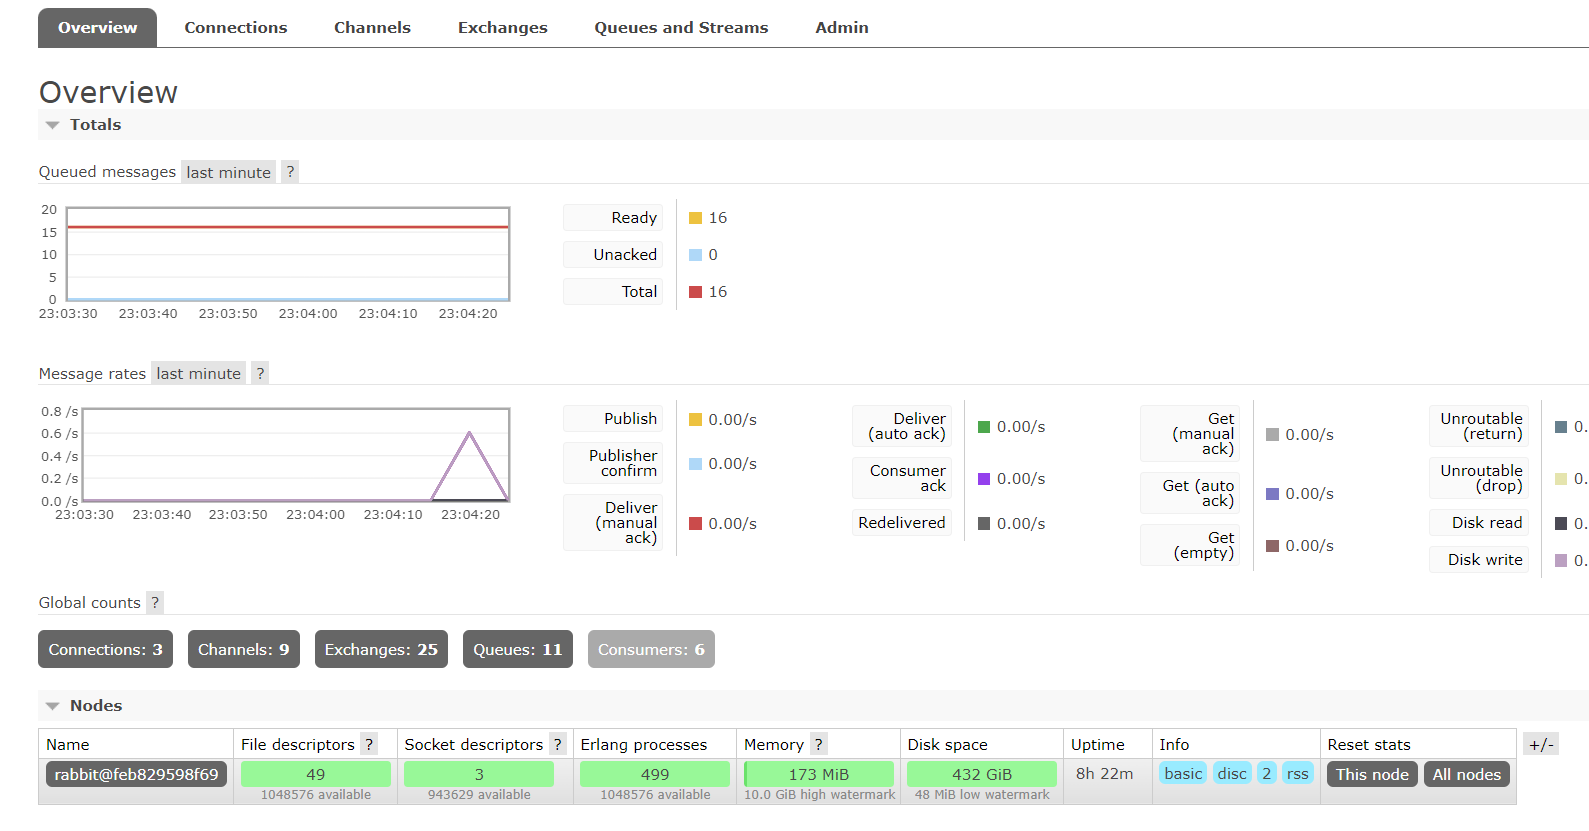 Overview Connections Channels Exchanges Queues and Streams Admin
Overview
Totals
Queued messages last minute ?
20
15
10
5
0
23:03:30 23:03:40 23:03:50 23:04:00 23:04:10 23:04:20
Ready 16
Unacked 0
Total 16
Message rates last minute ?
0.8 /s
0.6 /s
0.4 /s
0.2 /s
0.0 /s
23:03:30 23:03:40 23:03:50 23:04:00 23:04:10 23:04:20
Publish 0.00/s
Publisher
confirm 0.00/s
Deliver
(manual
ack) 0.00/s
Deliver
(auto ack) 0.00/s
Consumer
ack 0.00/s
Redelivered 0.00/s
Get
(manual
ack) 0.00/s
Get (auto
ack) 0.00/s
Get
(empty) 0.00/s
Unroutable
(return) 0.
Unroutable
(drop) 0.
Disk read 0.
Disk write 0.
Global counts ?
Connections: 3 Channels: 9 Exchanges: 25 Queues: 11 Consumers: 6
Nodes
Name File descriptors ? Socket descriptors ? Erlang processes Memory ? Disk space Uptime Info Reset stats +/-
rabbit@feb829598f69 49 3 499 173 MiB 432 GiB 8h 22m basic disc 2 rss This node All nodes
1048576 available 943629 available 1048576 available 10.0 GiB high watermark 48 MiB low watermark